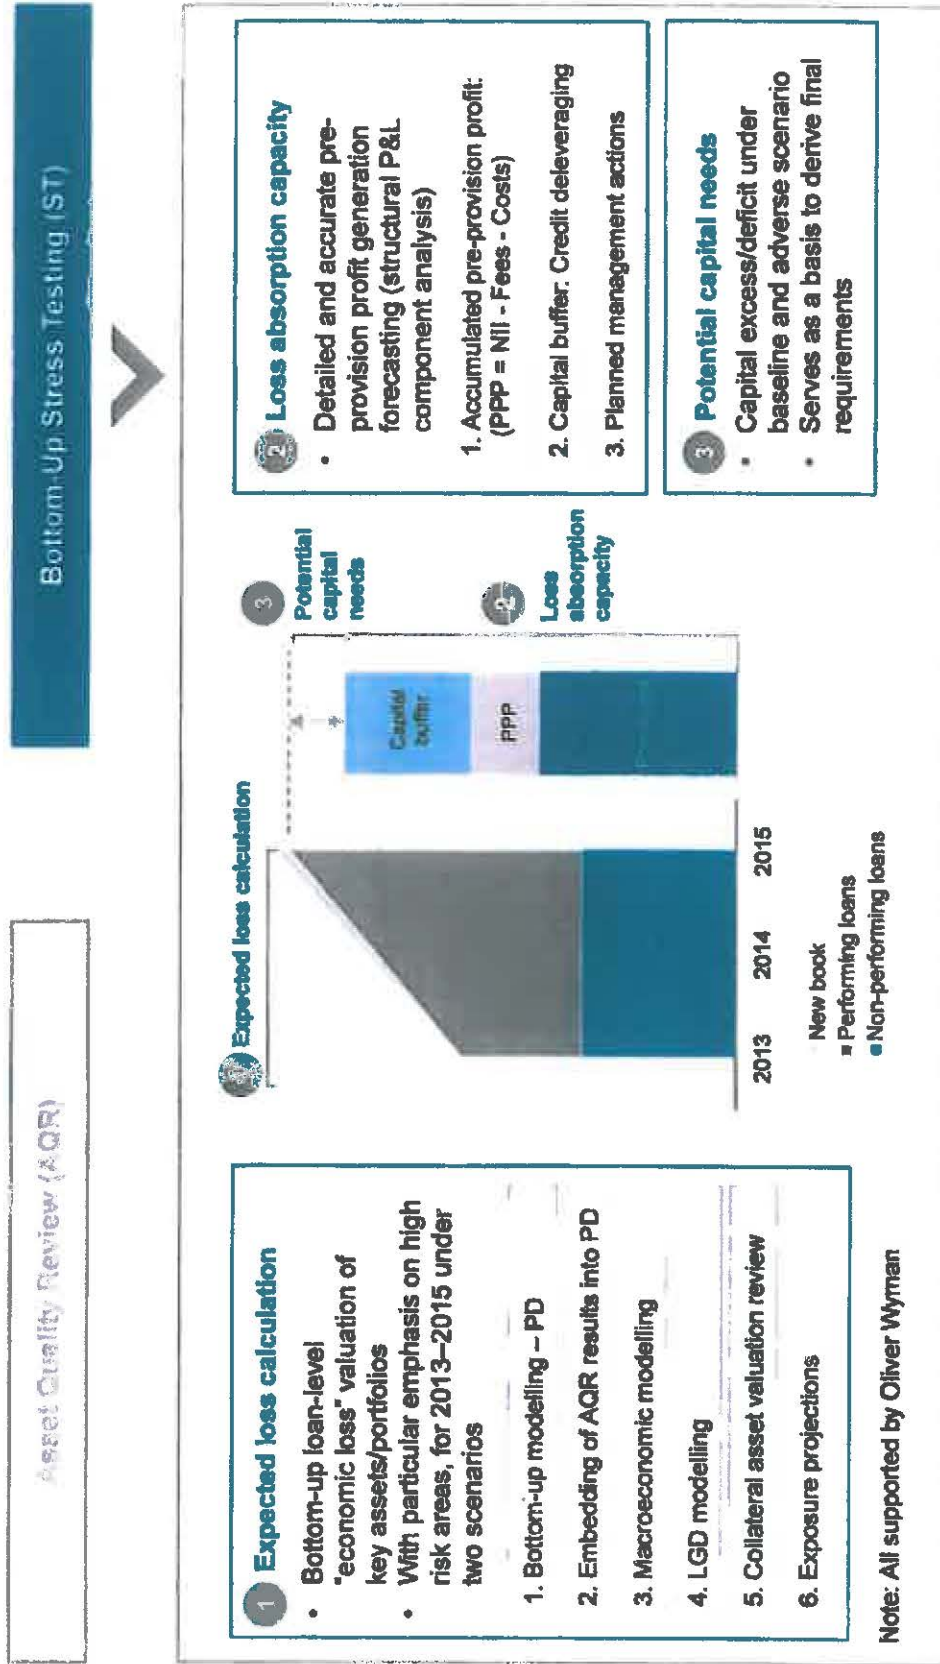 Asset Quality Review (AQR)
Bottom-Up Stress Testing (ST)
1 Expected loss calculation
• Bottom-up loan-level
"economic loss" valuation of
key assets/portfolios
• With particular emphasis on high
risk areas, for 2013–2015 under
two scenarios
1. Bottom-up modelling – PD
2. Embedding of AQR results into PD
3. Macroeconomic modelling
4. LGD modelling
5. Collateral asset valuation review
6. Exposure projections
Note: All supported by Oliver Wyman
1 Expected loss calculation
2013 2014 2015
New book
Performing loans
Non-performing loans
Capital
buffer
PPP
3
Potential
capital
needs
2
Loss
absorption
capacity
2 Loss absorption capacity
• Detailed and accurate pre-
provision profit generation
forecasting (structural P&L
component analysis)
1. Accumulated pre-provision profit:
(PPP = NII - Fees - Costs)
2. Capital buffer. Credit deleveraging
3. Planned management actions
3 Potential capital needs
• Capital excess/deficit under
baseline and adverse scenario
• Serves as a basis to derive final
requirements